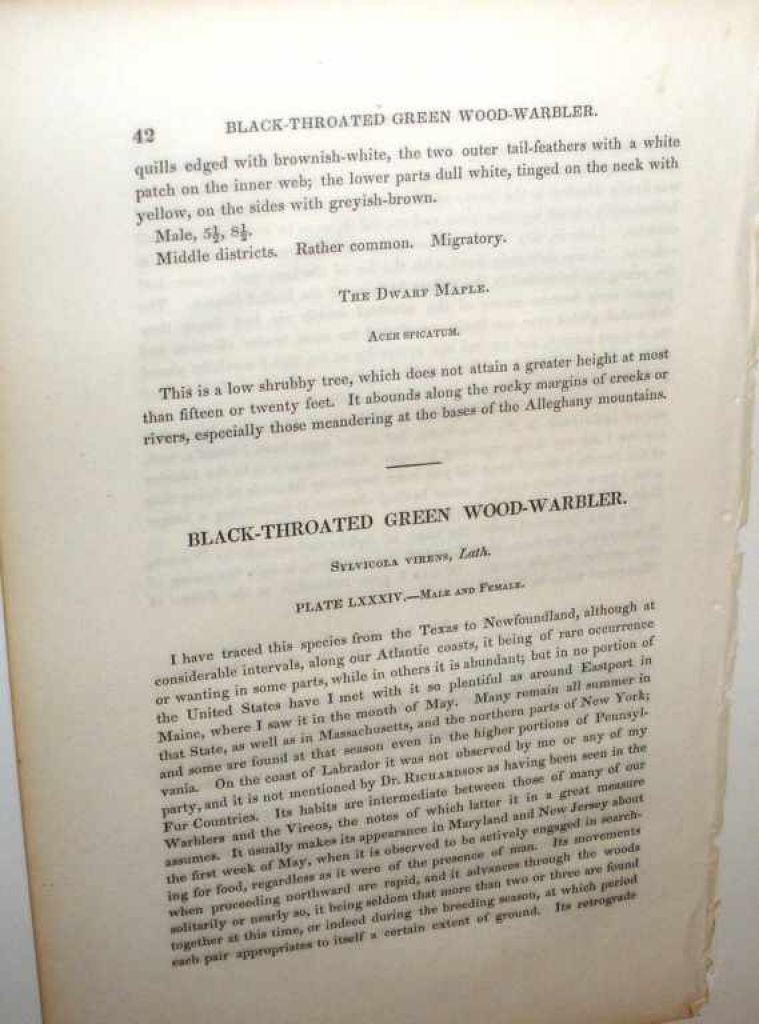 42
BLACK-THROATED GREEN WOOD-WARBLER.
quills edged with brownish-white, the two outer tail-feathers with a white
patch on the inner web; the lower parts dull white, tinged on the neck with
yellow, on the sides with greyish-brown.
Male, 5½, 8½.
Middle districts. Rather common. Migratory.
The Dwarf Maple.
Acer spicatum.
This is a low shrubby tree, which does not attain a greater height at most
than fifteen or twenty feet. It abounds along the rocky margins of creeks or
rivers, especially those meandering at the bases of the Alleghany mountains.
BLACK-THROATED GREEN WOOD-WARBLER.
Sylvicola virens, Lath.
PLATE LXXXIV.—Male and Female.
I have traced this species from the Texas to Newfoundland, although at
considerable intervals, along our Atlantic coasts, it being of rare occurrence
or wanting in some parts, while in others it is abundant; but in no portion of
the United States have I met with it so plentiful as around Eastport in
Maine, where I saw it in the month of May. Many remain all summer in
that State, as well as in Massachusetts, and the northern parts of New York;
and some are found at that season even in the higher portions of Pennsyl-
vania. On the coast of Labrador it was not observed by me or any of my
party, and it is not mentioned by Dr. Richardson as having been seen in the
Fur Countries. Its habits are intermediate between those of many of our
Warblers and the Vireos, the notes of which latter it in a great measure
assumes. It usually makes its appearance in Maryland and New Jersey about
the first week of May, when it is observed to be actively engaged in search-
ing for food, regardless as it were of the presence of man. Its movements
when proceeding northward are rapid, and it advances through the woods
solitarily or nearly so, it being seldom that more than two or three are found
together at this time, or indeed during the breeding season, at which period
each pair appropriates to itself a certain extent of ground. Its retrograde